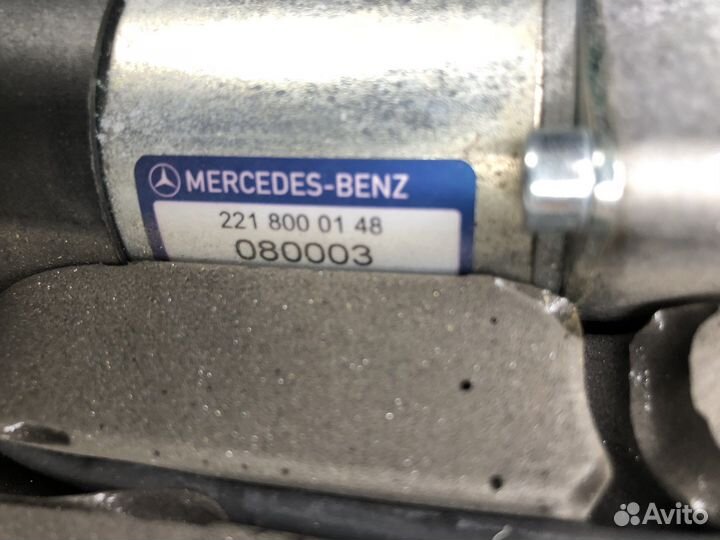 MERCEDES-BENZ
221 800 01 48
080003
Avito